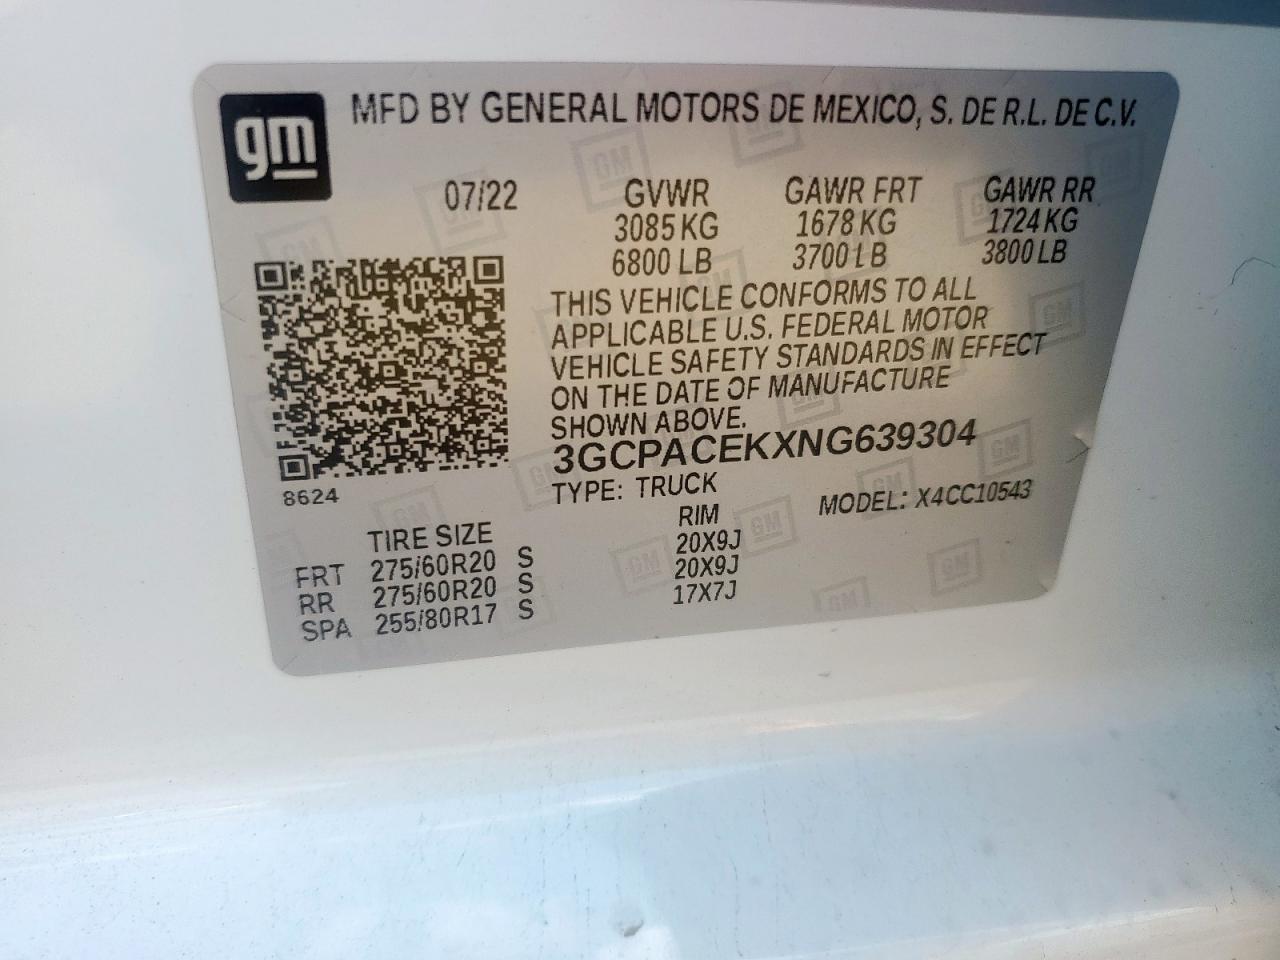 gm
MFD BY GENERAL MOTORS DE MEXICO, S. DE R.L. DE C.V.
07/22 GVWR GAWR FRT GAWR RR
3085 KG 1678 KG 1724 KG
6800 LB 3700 LB 3800 LB
THIS VEHICLE CONFORMS TO ALL
APPLICABLE U.S. FEDERAL MOTOR
VEHICLE SAFETY STANDARDS IN EFFECT
ON THE DATE OF MANUFACTURE
SHOWN ABOVE.
3GCPACEKXNG639304
8624
TYPE: TRUCK MODEL: X4CC10543
TIRE SIZE RIM
FRT 275/60R20 S 20X9J
RR 275/60R20 S 20X9J
SPA 255/80R17 S 17X7J